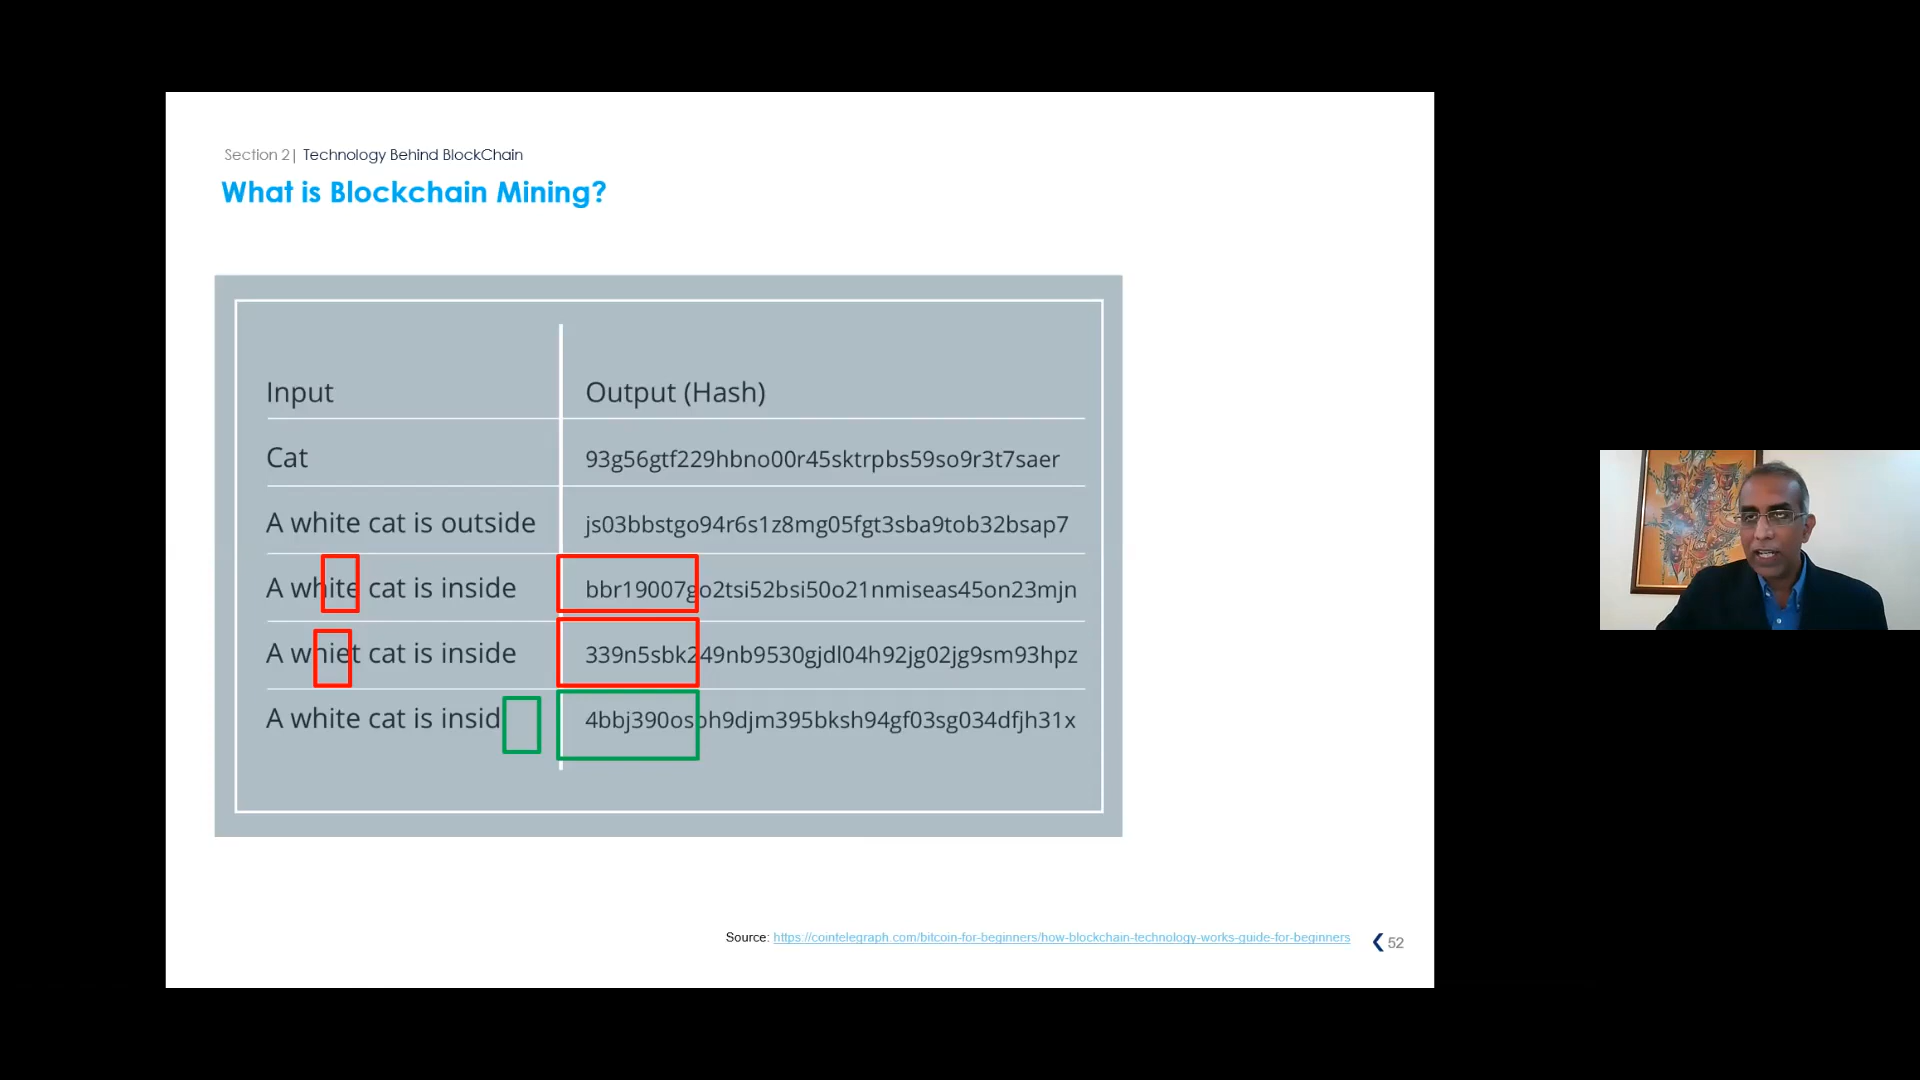 Section 2| Technology Behind BlockChain
What is Blockchain Mining?
Input Output (Hash)
Cat 93g56gtf229hbno00r45sktrpbs59so9r3t7saer
A white cat is outside js03bbstgo94r6s1z8mg05fgt3sba9tob32bsap7
A white cat is inside bbr19007go2tsi52bsi50o21nmiseas45on23mjn
A whiet cat is inside 339n5sbk249nb9530gjdl04h92jg02jg9sm93hpz
A white cat is insid 4bbj390osbh9djm395bksh94gf03sg034dfjh31x
Source: https://cointelegraph.com/bitcoin-for-beginners/how-blockchain-technology-works-guide-for-beginners
52